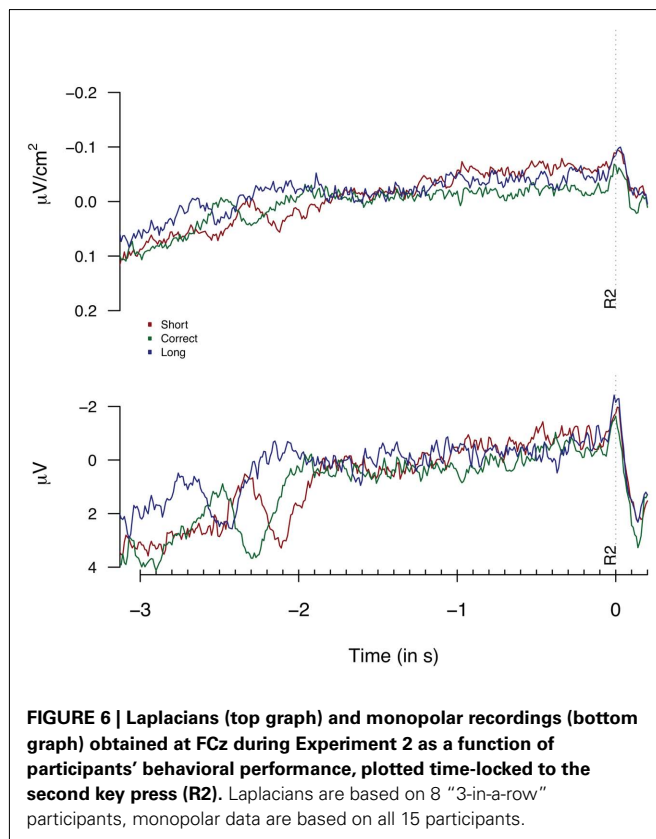 −0.2
−0.1
0.0
0.1
0.2
µV/cm²
R2
Short
Correct
Long
−2
0
2
4
µV
R2
−3
−2
−1
0
Time (in s)
FIGURE 6 | Laplacians (top graph) and monopolar recordings (bottom
graph) obtained at FCz during Experiment 2 as a function of
participants’ behavioral performance, plotted time-locked to the
second key press (R2). Laplacians are based on 8 “3-in-a-row”
participants, monopolar data are based on all 15 participants.